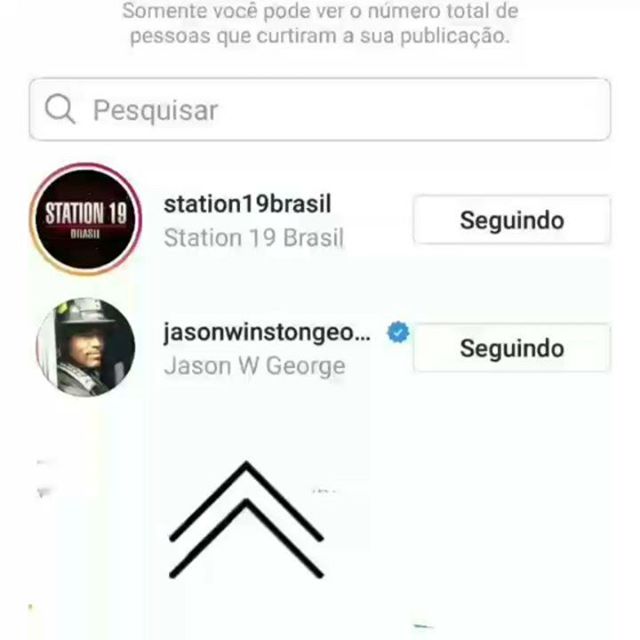 Somente você pode ver o número total de
pessoas que curtiram a sua publicação.
Pesquisar
STATION 19
BRASIL
station19brasil
Station 19 Brasil
Seguindo
jasonwinstongeo...
Jason W George
Seguindo